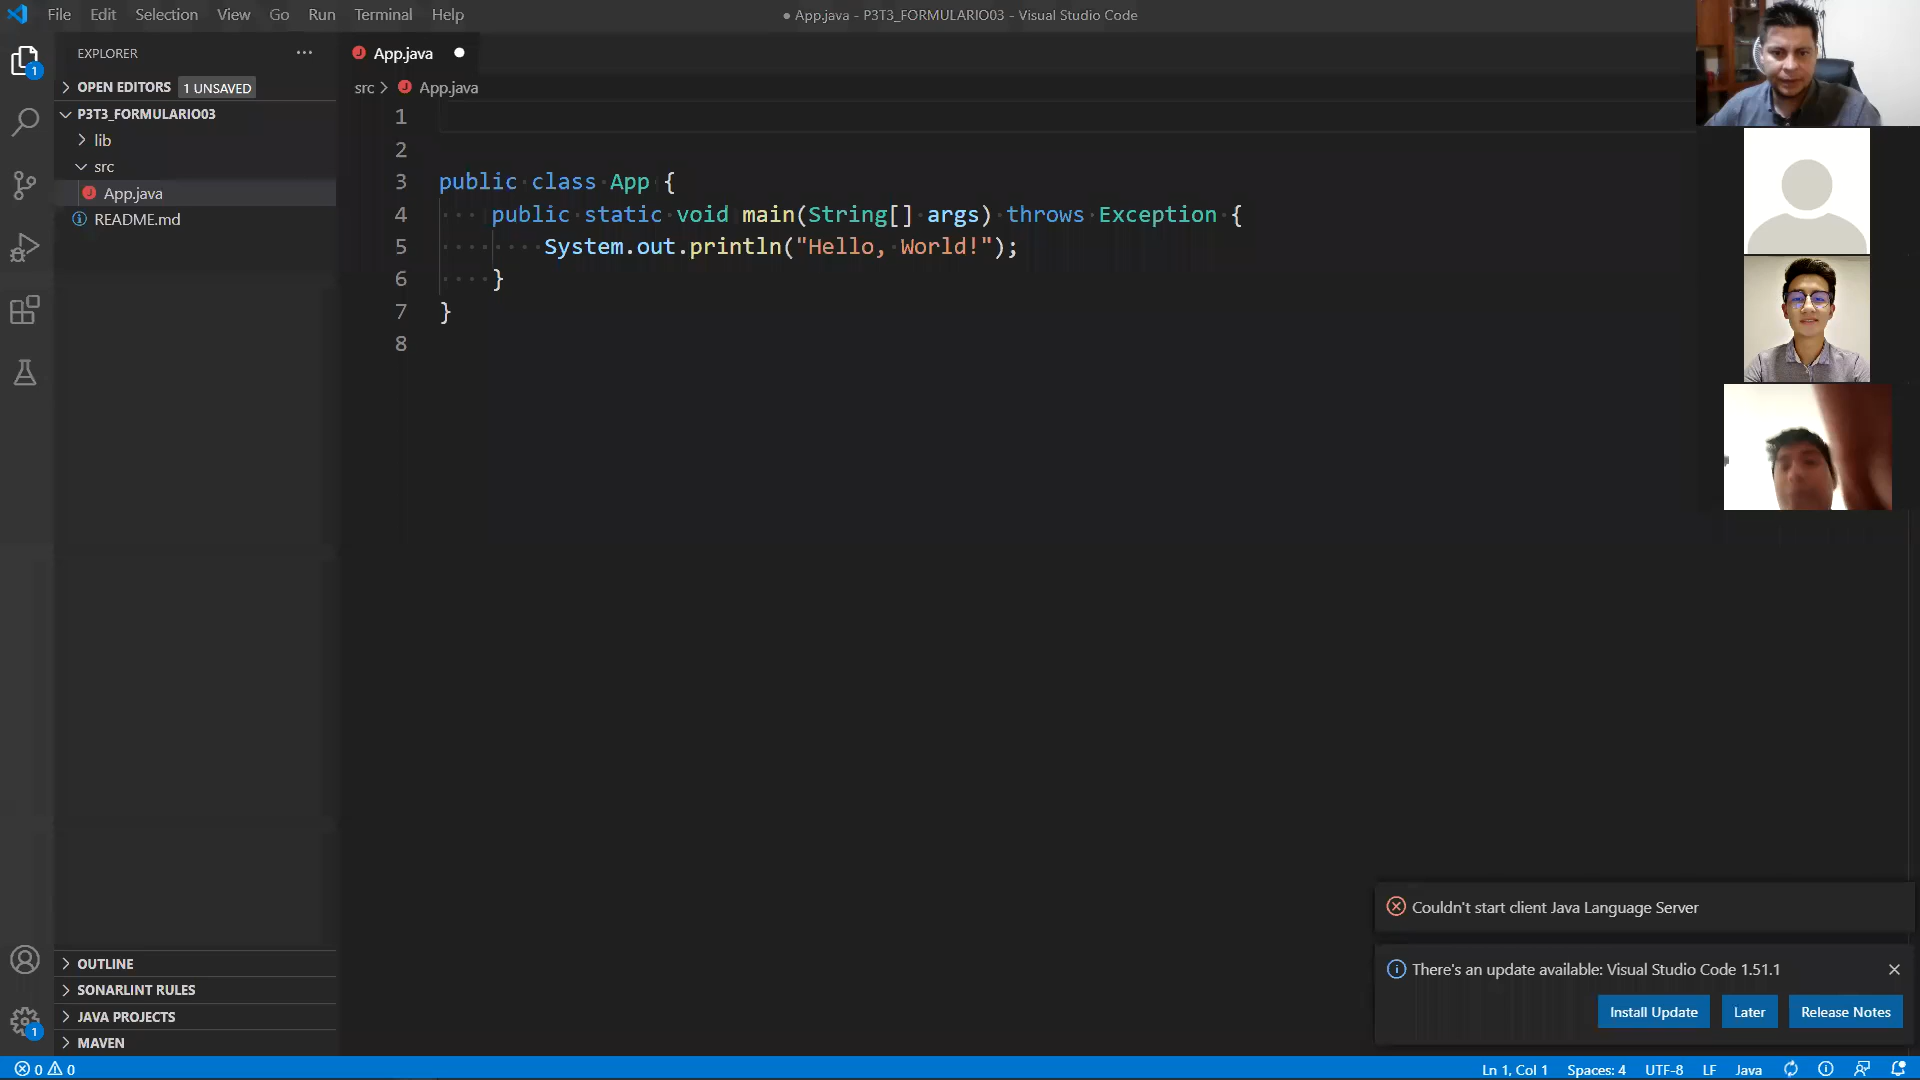 File Edit Selection View Go Run Terminal Help
● App.java - P3T3_FORMULARIO03 - Visual Studio Code
EXPLORER
OPEN EDITORS 1 UNSAVED
P3T3_FORMULARIO03
lib
src
App.java
README.md
OUTLINE
SONARLINT RULES
JAVA PROJECTS
MAVEN
1
1
App.java
src > App.java
1
2
3 public class App {
4 public static void main(String[] args) throws Exception {
5 System.out.println("Hello, World!");
6 }
7 }
8
Couldn't start client Java Language Server
There's an update available: Visual Studio Code 1.51.1
Install Update Later Release Notes
0 0 Ln 1, Col 1 Spaces: 4 UTF-8 LF Java